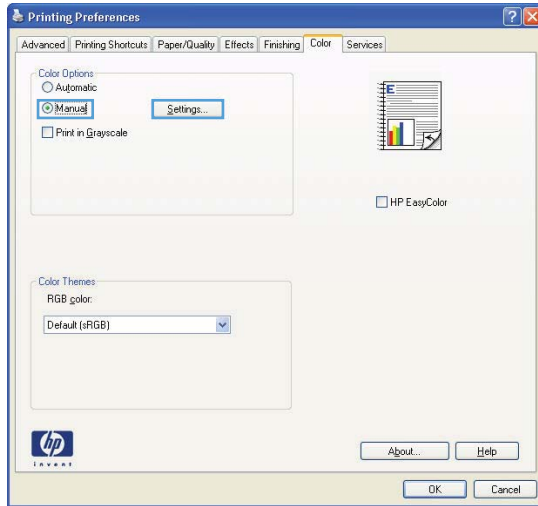 Printing Preferences
Advanced Printing Shortcuts Paper/Quality Effects Finishing Color Services
Color Options
Automatic
Manual Settings...
Print in Grayscale
E
HP EasyColor
Color Themes
RGB color:
Default (sRGB)
hp
invent
About... Help
OK Cancel